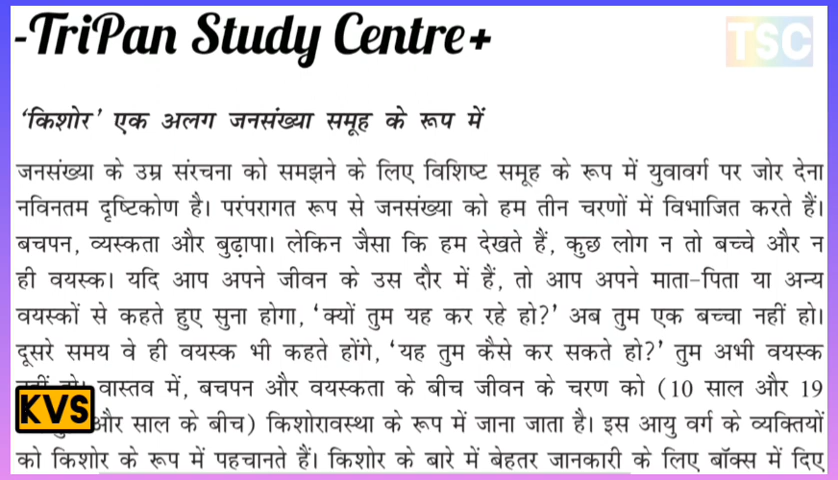 -TriPan Study Centre+
TSC
‘किशोर’ एक अलग जनसंख्या समूह के रूप में
जनसंख्या के उम्र संरचना को समझने के लिए विशिष्ट समूह के रूप में युवावर्ग पर जोर देना
नविनतम दृष्टिकोण है। परंपरागत रूप से जनसंख्या को हम तीन चरणों में विभाजित करते हैं।
बचपन, व्यस्कता और बुढ़ापा। लेकिन जैसा कि हम देखते हैं, कुछ लोग न तो बच्चे और न
ही वयस्क। यदि आप अपने जीवन के उस दौर में हैं, तो आप अपने माता-पिता या अन्य
वयस्कों से कहते हुए सुना होगा, ‘क्यों तुम यह कर रहे हो?’ अब तुम एक बच्चा नहीं हो।
दूसरे समय वे ही वयस्क भी कहते होंगे, ‘यह तुम कैसे कर सकते हो?’ तुम अभी वयस्क
वास्तव में, बचपन और वयस्कता के बीच जीवन के चरण को (10 साल और 19
KVS
और साल के बीच) किशोरावस्था के रूप में जाना जाता है। इस आयु वर्ग के व्यक्तियों
को किशोर के रूप में पहचानते हैं। किशोर के बारे में बेहतर जानकारी के लिए बॉक्स में दिए